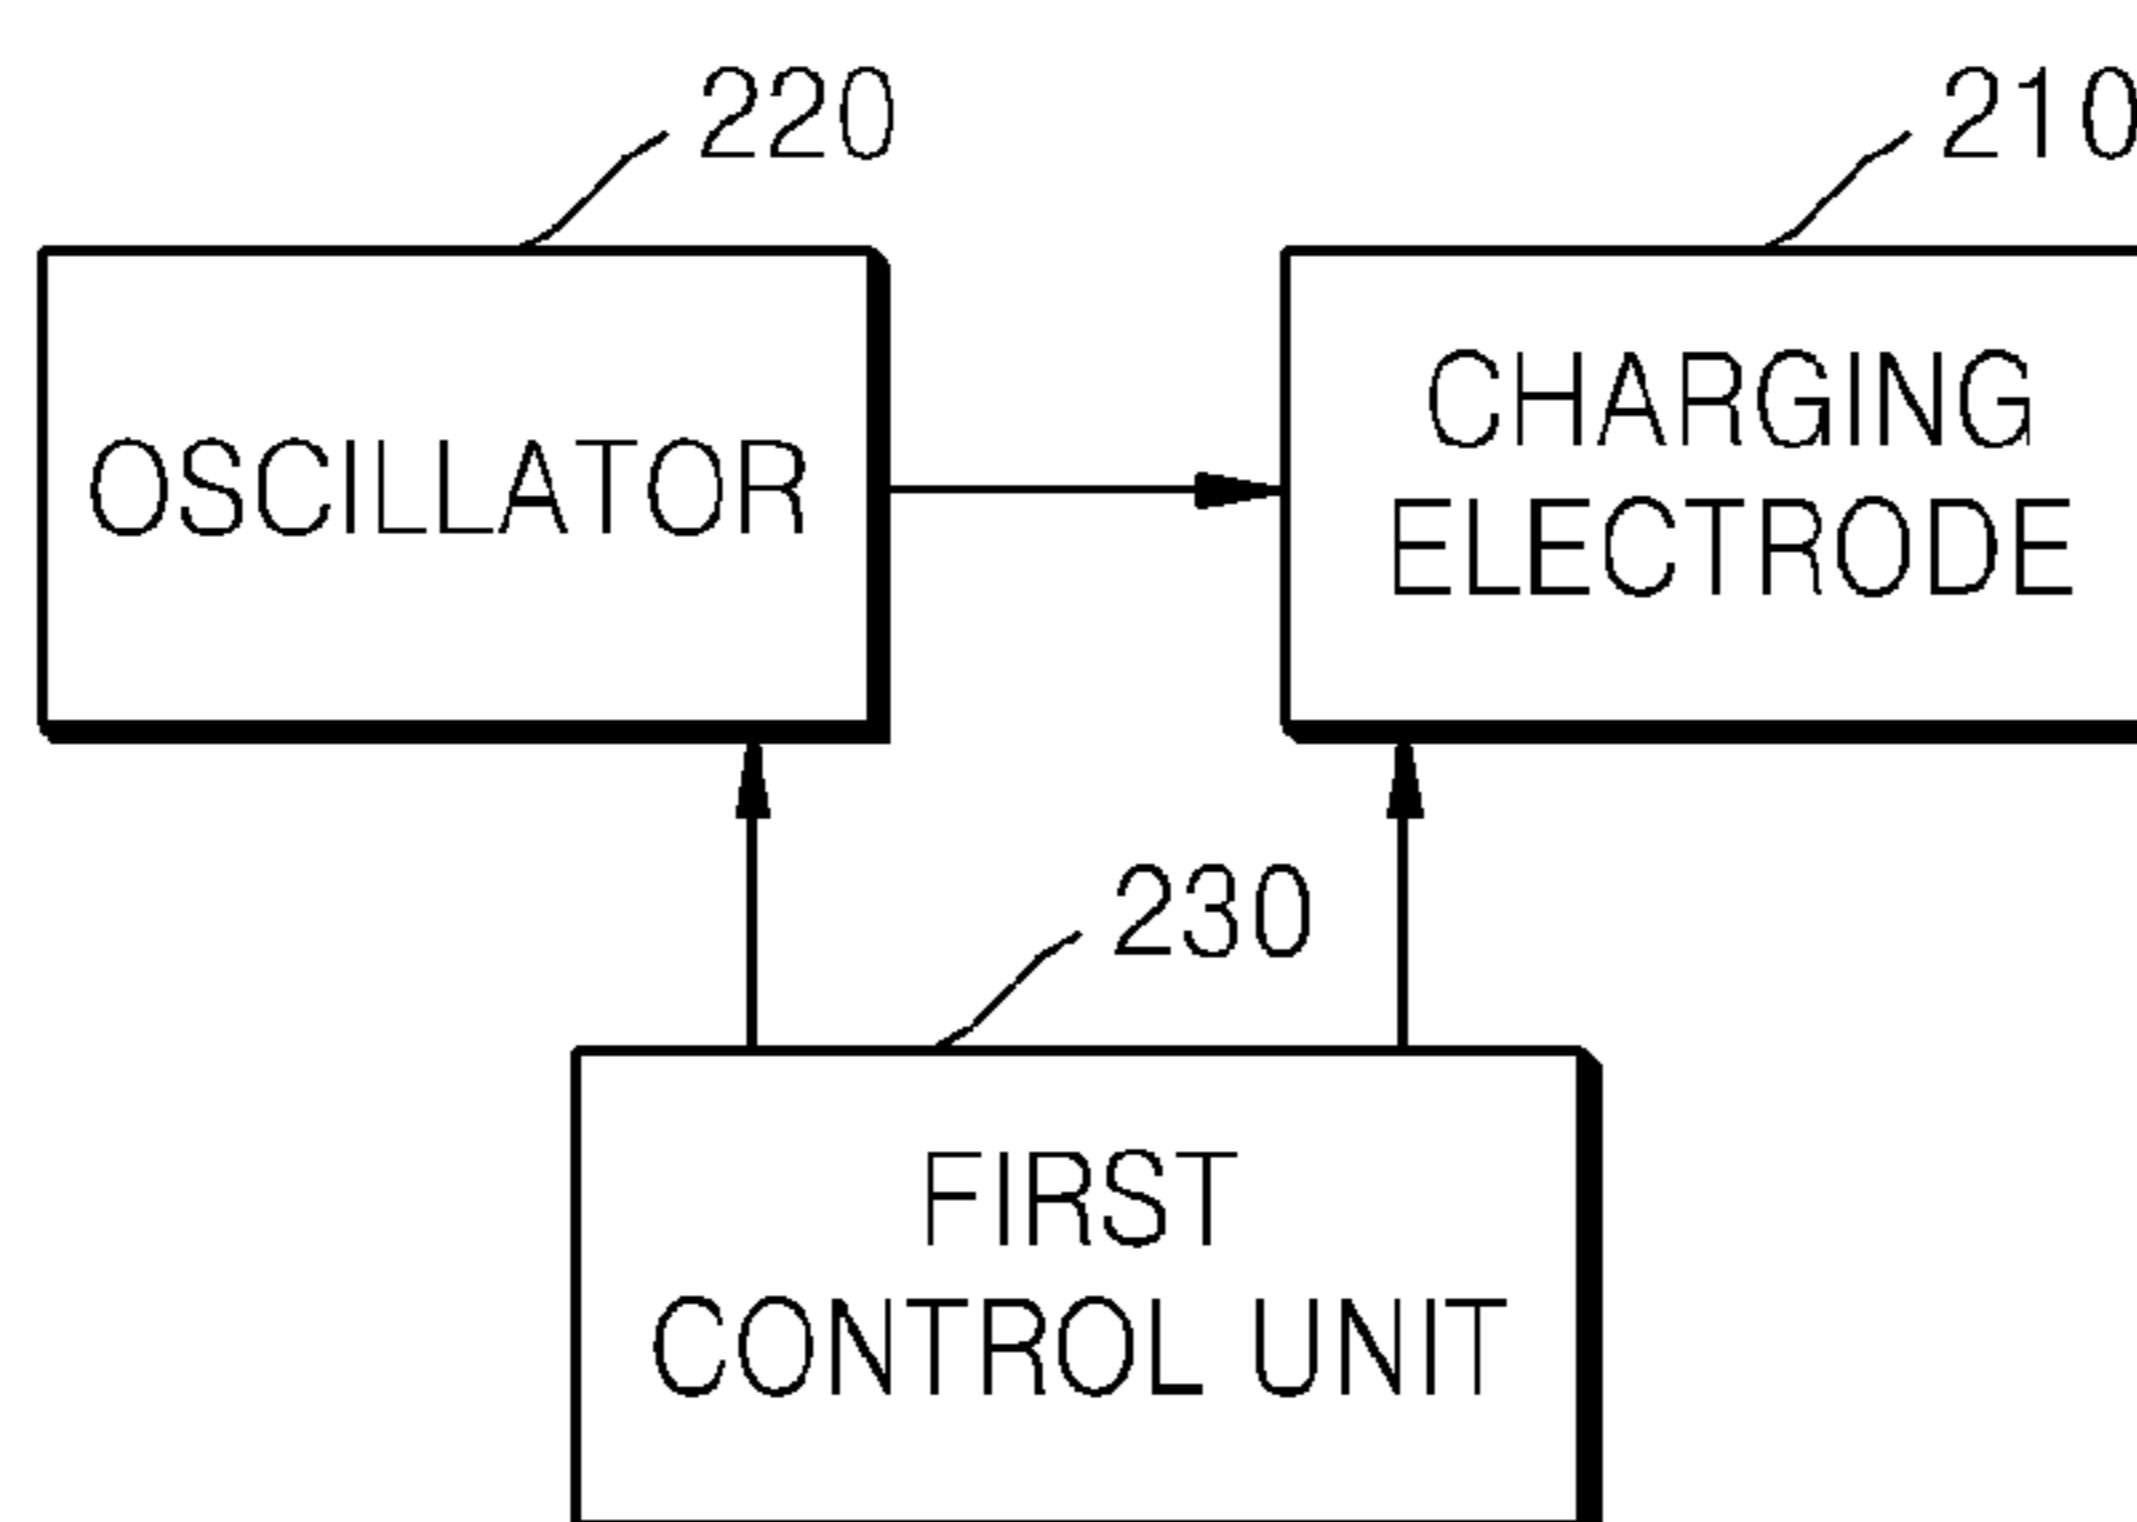 220
210
OSCILLATOR
CHARGING
ELECTRODE
230
FIRST
CONTROL UNIT